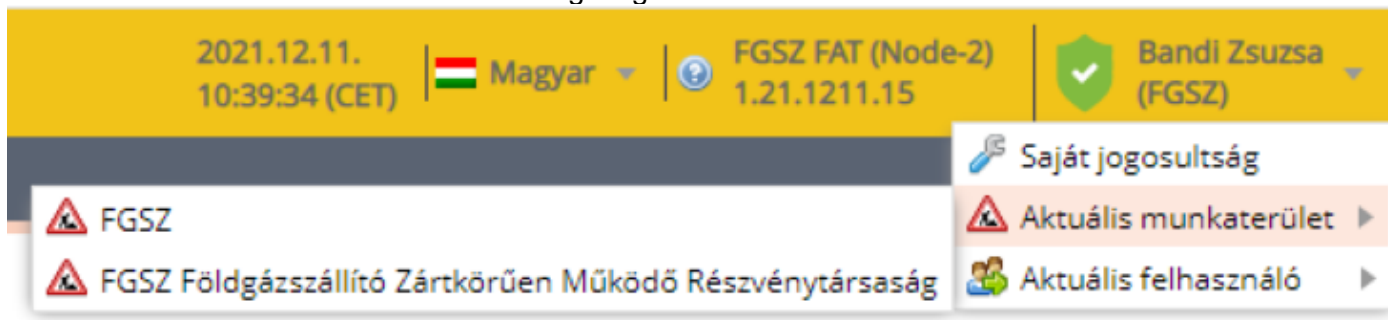 2021.12.11.
10:39:34 (CET)
Magyar
FGSZ FAT (Node-2)
1.21.1211.15
Bandi Zsuzsa
(FGSZ)
Saját jogosultság
Aktuális munkaterület
Aktuális felhasználó
FGSZ
FGSZ Földgázszállító Zártkörűen Működő Részvénytársaság